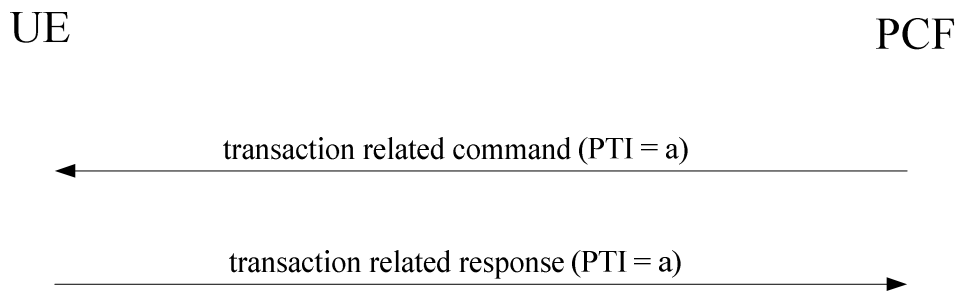 UE
PCF
transaction related command (PTI = a)
transaction related response (PTI = a)